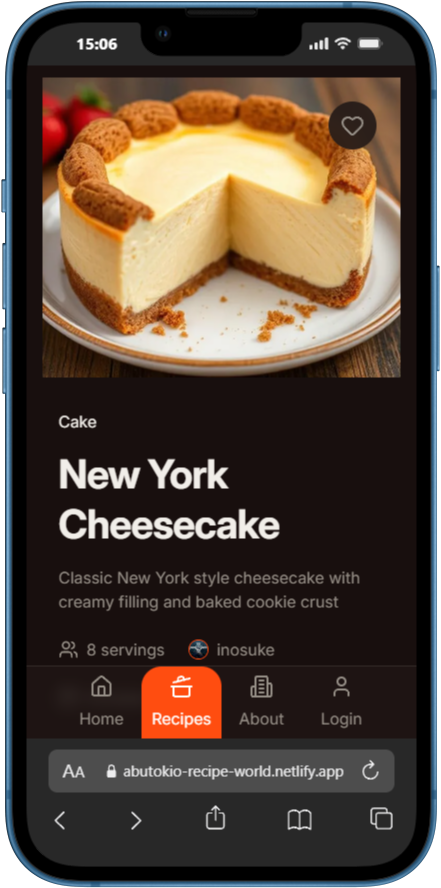 15:06
Cake
New York
Cheesecake
Classic New York style cheesecake with
creamy filling and baked cookie crust
8 servings inosuke
Home Recipes About Login
AA abutokio-recipe-world.netlify.app